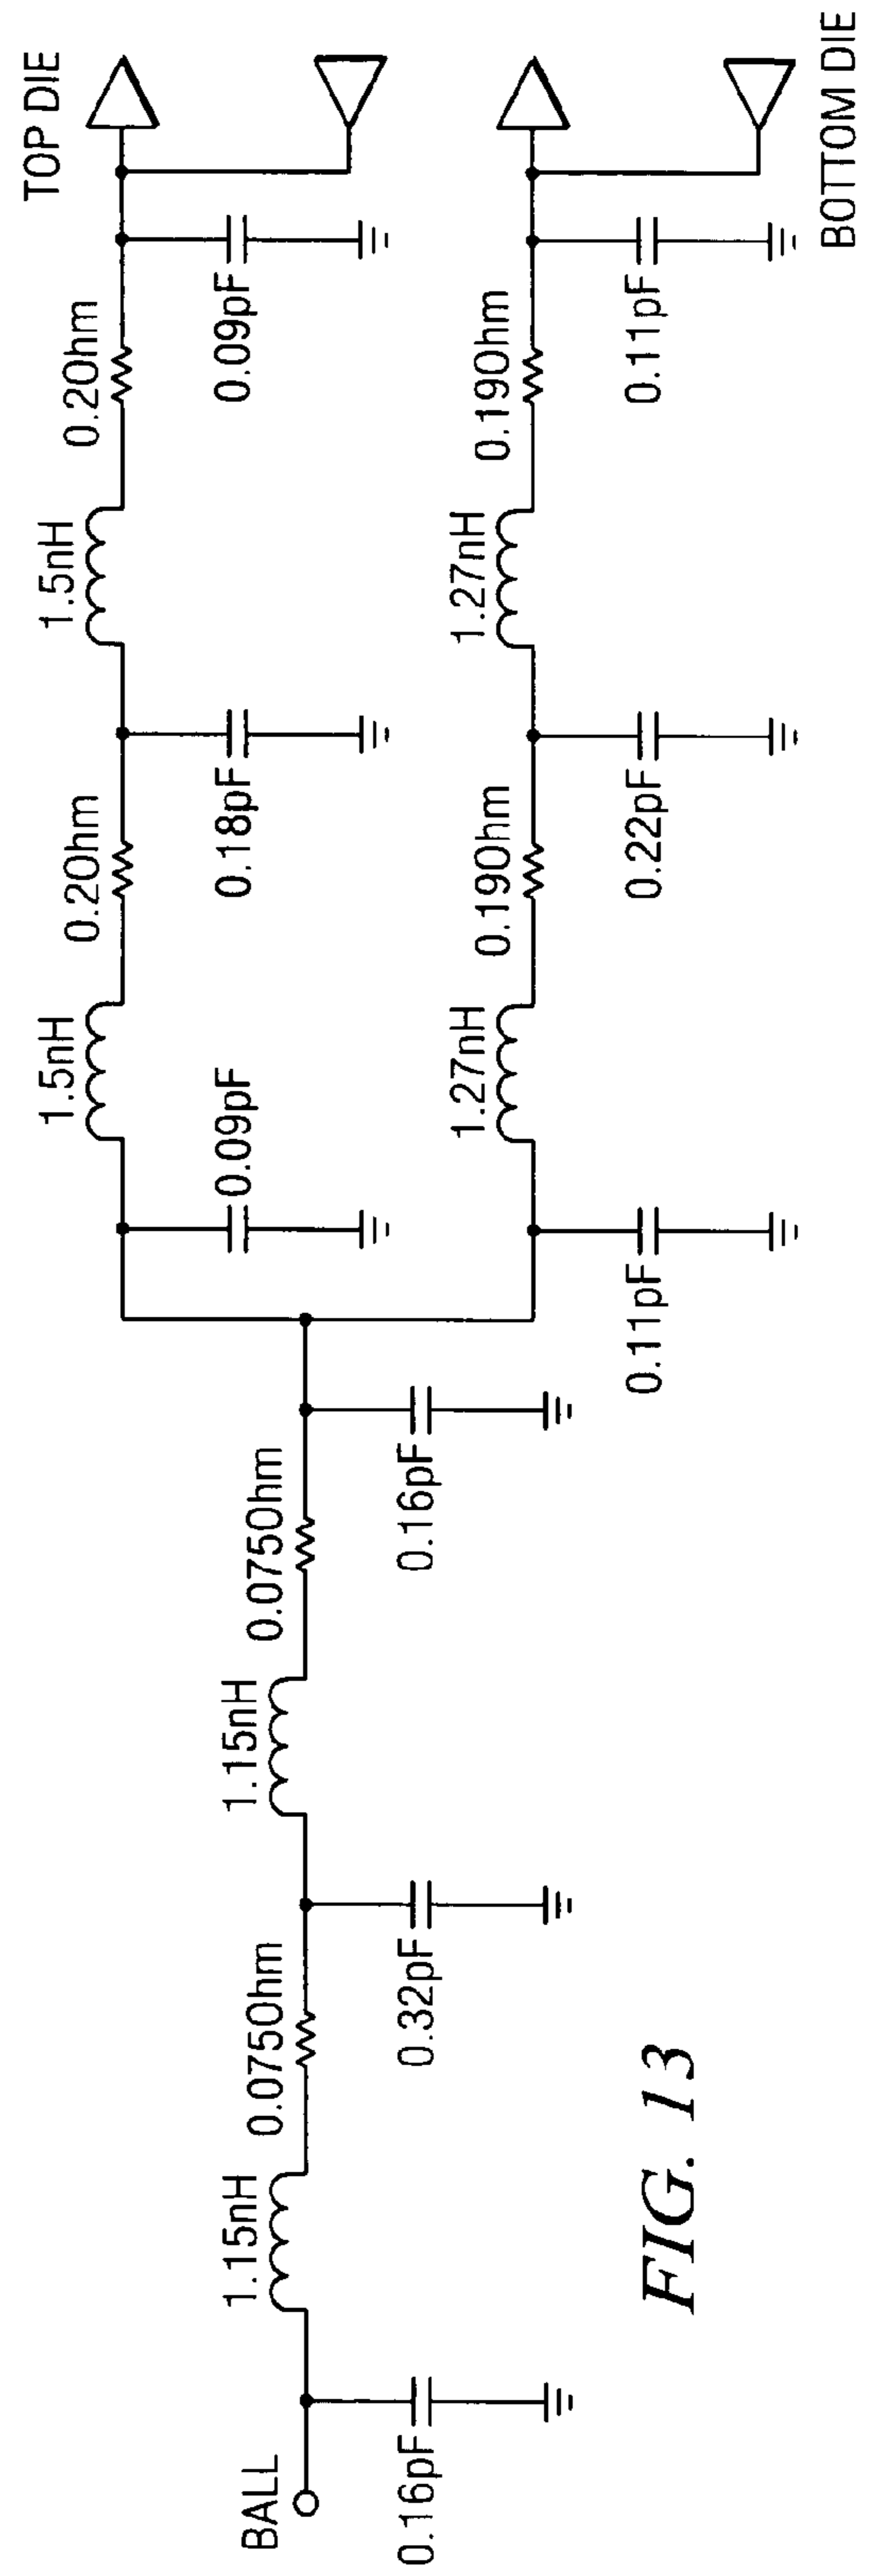 TOP DIE
1.5nH
0.2Ohm
1.5nH
0.2Ohm
0.09pF
0.18pF
0.09pF
BALL
1.15nH
0.075Ohm
1.15nH
0.075Ohm
0.16pF
0.32pF
0.16pF
1.27nH
0.19Ohm
1.27nH
0.19Ohm
0.11pF
0.22pF
0.11pF
BOTTOM DIE
FIG. 13